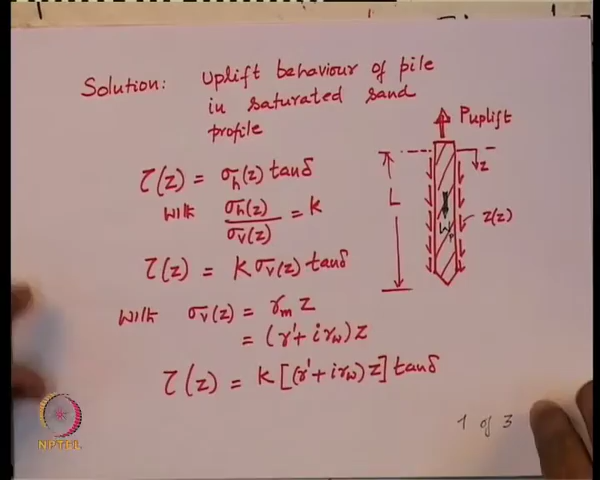 Solution: Uplift behaviour of pile
in saturated sand
profile
τ(z) = σh(z) tanδ
with σh(z)/σv(z) = K
τ(z) = K σv(z) tanδ
with σv(z) = γm z
= (γ' + iγw) z
τ(z) = K [(γ' + iγw) z] tanδ
Puplift
z
L
τ(z)
Wp
1 of 3
NPTEL